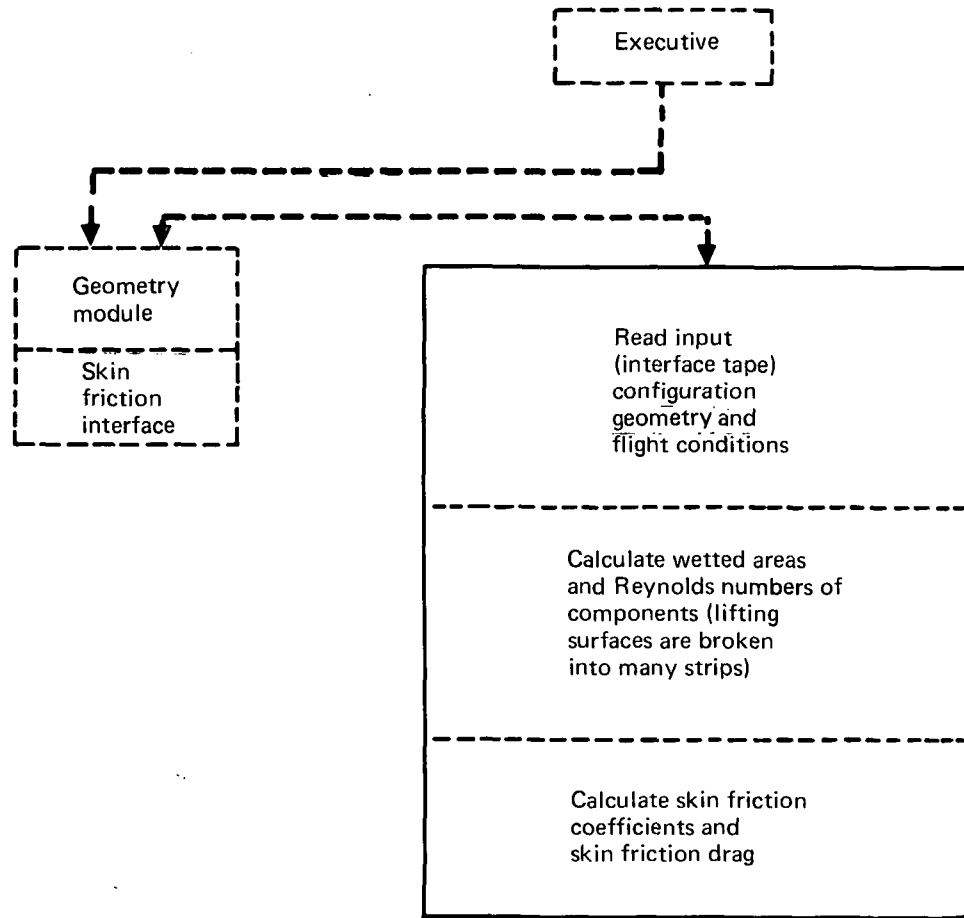 Executive
Geometry
module
Skin
friction
interface
Read input
(interface tape)
configuration
geometry and
flight conditions
Calculate wetted areas
and Reynolds numbers of
components (lifting
surfaces are broken
into many strips)
Calculate skin friction
coefficients and
skin friction drag